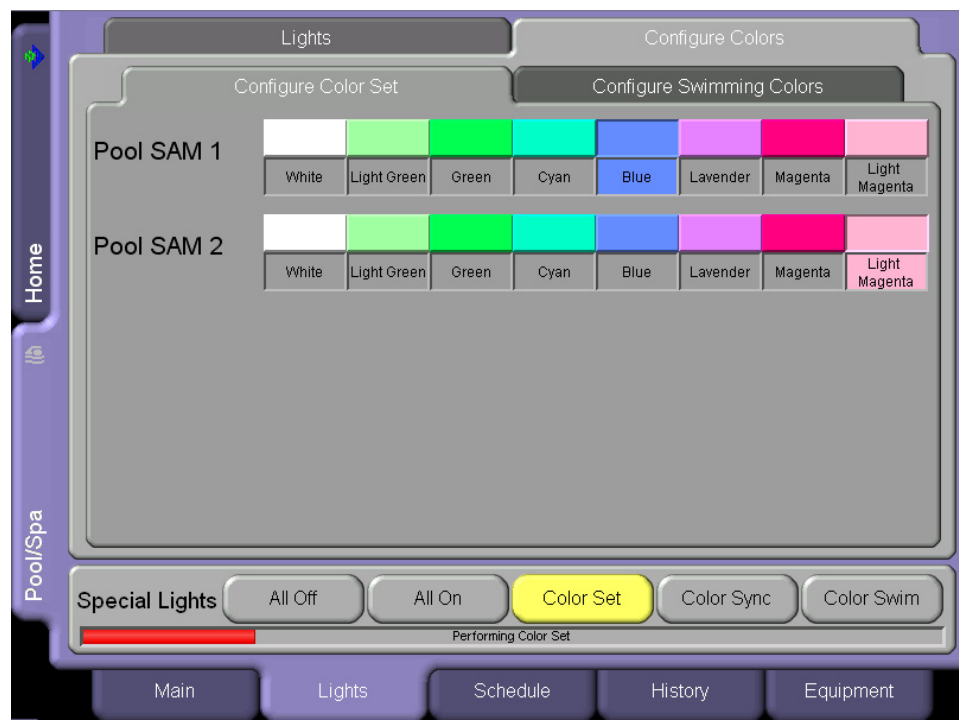 Lights
Configure Colors
Configure Color Set
Configure Swimming Colors
Pool SAM 1
White
Light Green
Green
Cyan
Blue
Lavender
Magenta
Light
Magenta
Pool SAM 2
White
Light Green
Green
Cyan
Blue
Lavender
Magenta
Light
Magenta
Home
Pool/Spa
Special Lights
All Off
All On
Color Set
Color Sync
Color Swim
Performing Color Set
Main
Lights
Schedule
History
Equipment